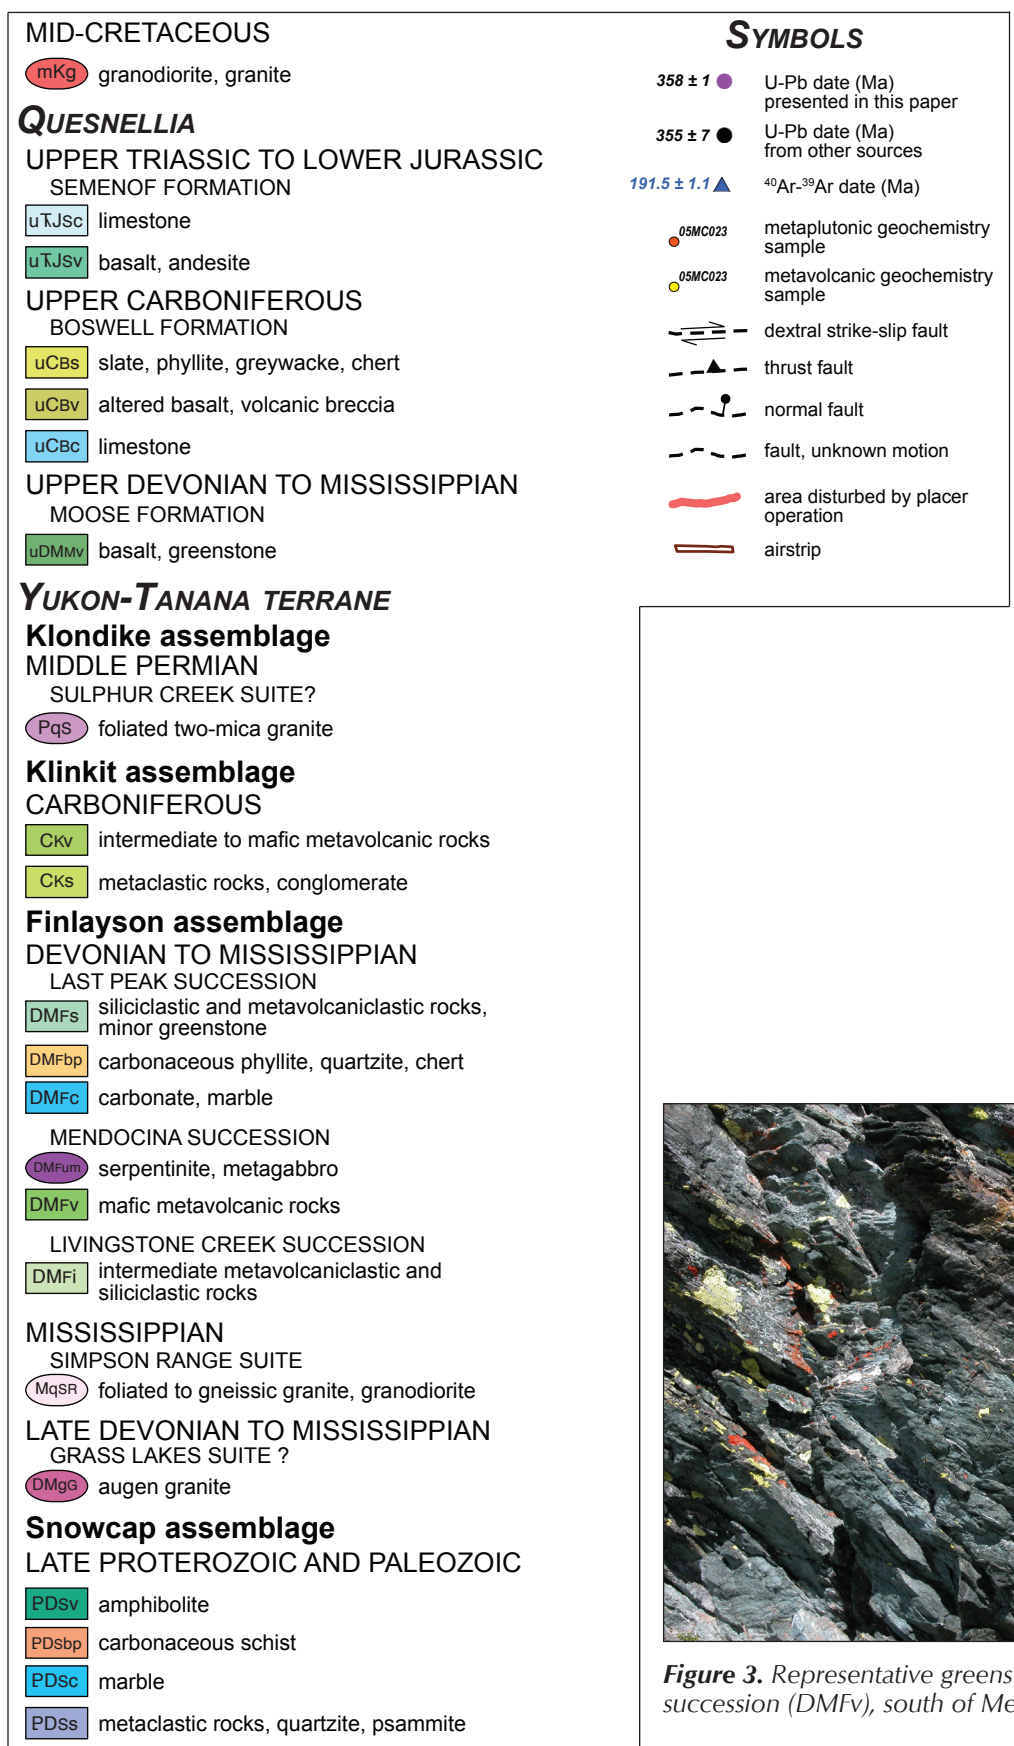 MID-CRETACEOUS
mKg granodiorite, granite
QUESNELLIA
UPPER TRIASSIC TO LOWER JURASSIC
SEMENOF FORMATION
uTJSc limestone
uTJSv basalt, andesite
UPPER CARBONIFEROUS
BOSWELL FORMATION
uCBs slate, phyllite, greywacke, chert
uCBv altered basalt, volcanic breccia
uCBc limestone
UPPER DEVONIAN TO MISSISSIPPIAN
MOOSE FORMATION
uDMMv basalt, greenstone
YUKON-TANANA TERRANE
Klondike assemblage
MIDDLE PERMIAN
SULPHUR CREEK SUITE?
PqS foliated two-mica granite
Klinkit assemblage
CARBONIFEROUS
CKv intermediate to mafic metavolcanic rocks
CKs metaclastic rocks, conglomerate
Finlayson assemblage
DEVONIAN TO MISSISSIPPIAN
LAST PEAK SUCCESSION
DMFs siliciclastic and metavolcaniclastic rocks,
minor greenstone
DMFbp carbonaceous phyllite, quartzite, chert
DMFc carbonate, marble
MENDOCINA SUCCESSION
DMFum serpentinite, metagabbro
DMFv mafic metavolcanic rocks
LIVINGSTONE CREEK SUCCESSION
DMFi intermediate metavolcaniclastic and
siliciclastic rocks
MISSISSIPPIAN
SIMPSON RANGE SUITE
MqSR foliated to gneissic granite, granodiorite
LATE DEVONIAN TO MISSISSIPPIAN
GRASS LAKES SUITE ?
DMgG augen granite
Snowcap assemblage
LATE PROTEROZOIC AND PALEOZOIC
PDSv amphibolite
PDSbp carbonaceous schist
PDSc marble
PDSs metaclastic rocks, quartzite, psammite
SYMBOLS
358 ± 1 U-Pb date (Ma)
presented in this paper
355 ± 7 U-Pb date (Ma)
from other sources
191.5 ± 1.1 ⁴⁰Ar-³⁹Ar date (Ma)
05MC023 metaplutonic geochemistry
sample
05MC023 metavolcanic geochemistry
sample
dextral strike-slip fault
thrust fault
normal fault
fault, unknown motion
area disturbed by placer
operation
airstrip
Figure 3. Representative greens
succession (DMFv), south of Me